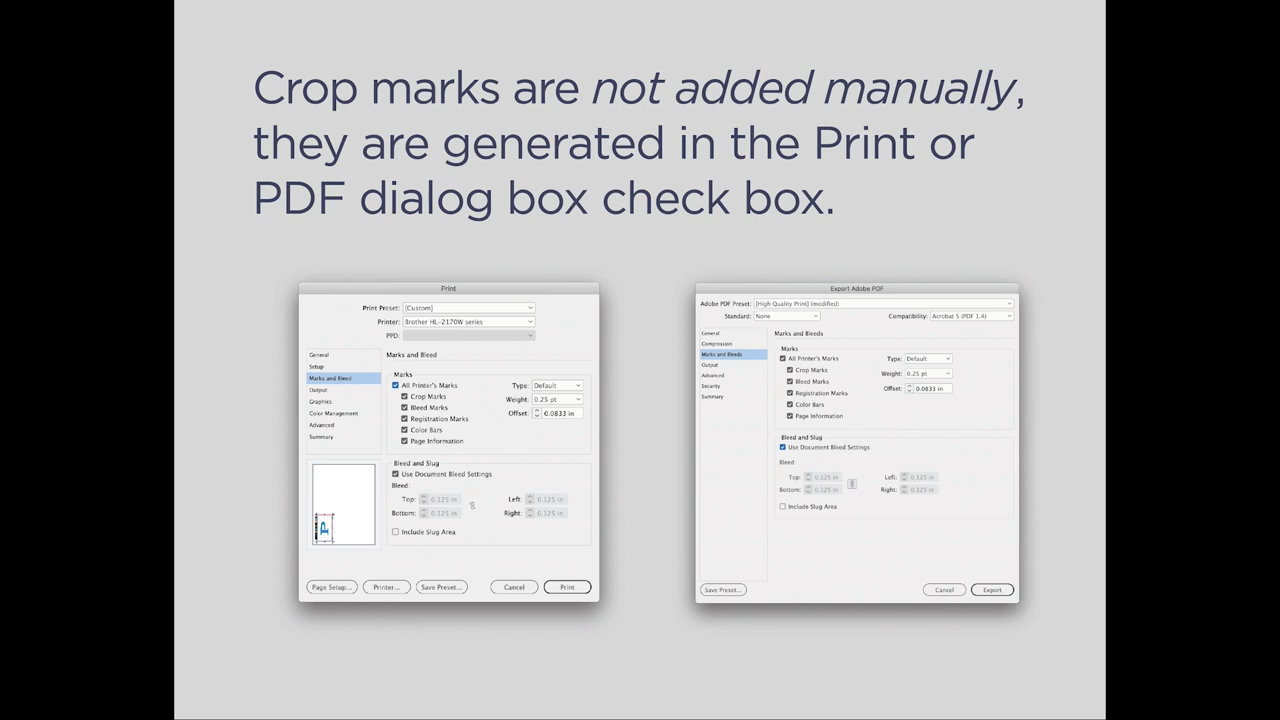 Crop marks are not added manually,
they are generated in the Print or
PDF dialog box check box.
Print
Print Preset: [Custom]
Printer: Brother HL-2170W series
PPD:
General
Setup
Marks and Bleed
Output
Graphics
Color Management
Advanced
Summary
Marks and Bleed
Marks
All Printer's Marks
Crop Marks
Bleed Marks
Registration Marks
Color Bars
Page Information
Type: Default
Weight: 0.25 pt
Offset: 0.0833 in
Bleed and Slug
Use Document Bleed Settings
Bleed:
Top: 0.125 in Left: 0.125 in
Bottom: 0.125 in Right: 0.125 in
Include Slug Area
P
Page Setup... Printer... Save Preset... Cancel Print
Export Adobe PDF
Adobe PDF Preset: [High Quality Print] (modified)
Standard: None Compatibility: Acrobat 5 (PDF 1.4)
General
Compression
Marks and Bleeds
Output
Advanced
Security
Summary
Marks and Bleeds
Marks
All Printer's Marks
Crop Marks
Bleed Marks
Registration Marks
Color Bars
Page Information
Type: Default
Weight: 0.25 pt
Offset: 0.0833 in
Bleed and Slug
Use Document Bleed Settings
Bleed:
Top: 0.125 in Left: 0.125 in
Bottom: 0.125 in Right: 0.125 in
Include Slug Area
Save Preset... Cancel Export